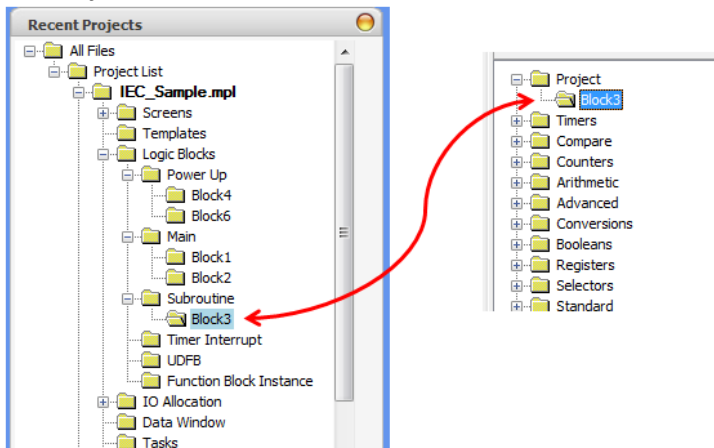 Recent Projects
All Files
Project List
IEC_Sample.mpl
Screens
Templates
Logic Blocks
Power Up
Block4
Block6
Main
Block1
Block2
Subroutine
Block3
Timer Interrupt
UDFB
Function Block Instance
IO Allocation
Data Window
Tasks
Project
Block3
Timers
Compare
Counters
Arithmetic
Advanced
Conversions
Booleans
Registers
Selectors
Standard